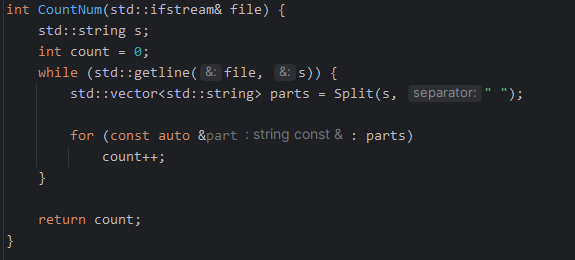 int CountNum(std::ifstream& file) {
    std::string s;
    int count = 0;
    while (std::getline( &: file, &: s)) {
        std::vector<std::string> parts = Split(s, separator: " ");

        for (const auto &part : string const & : parts)
            count++;
    }

    return count;
}